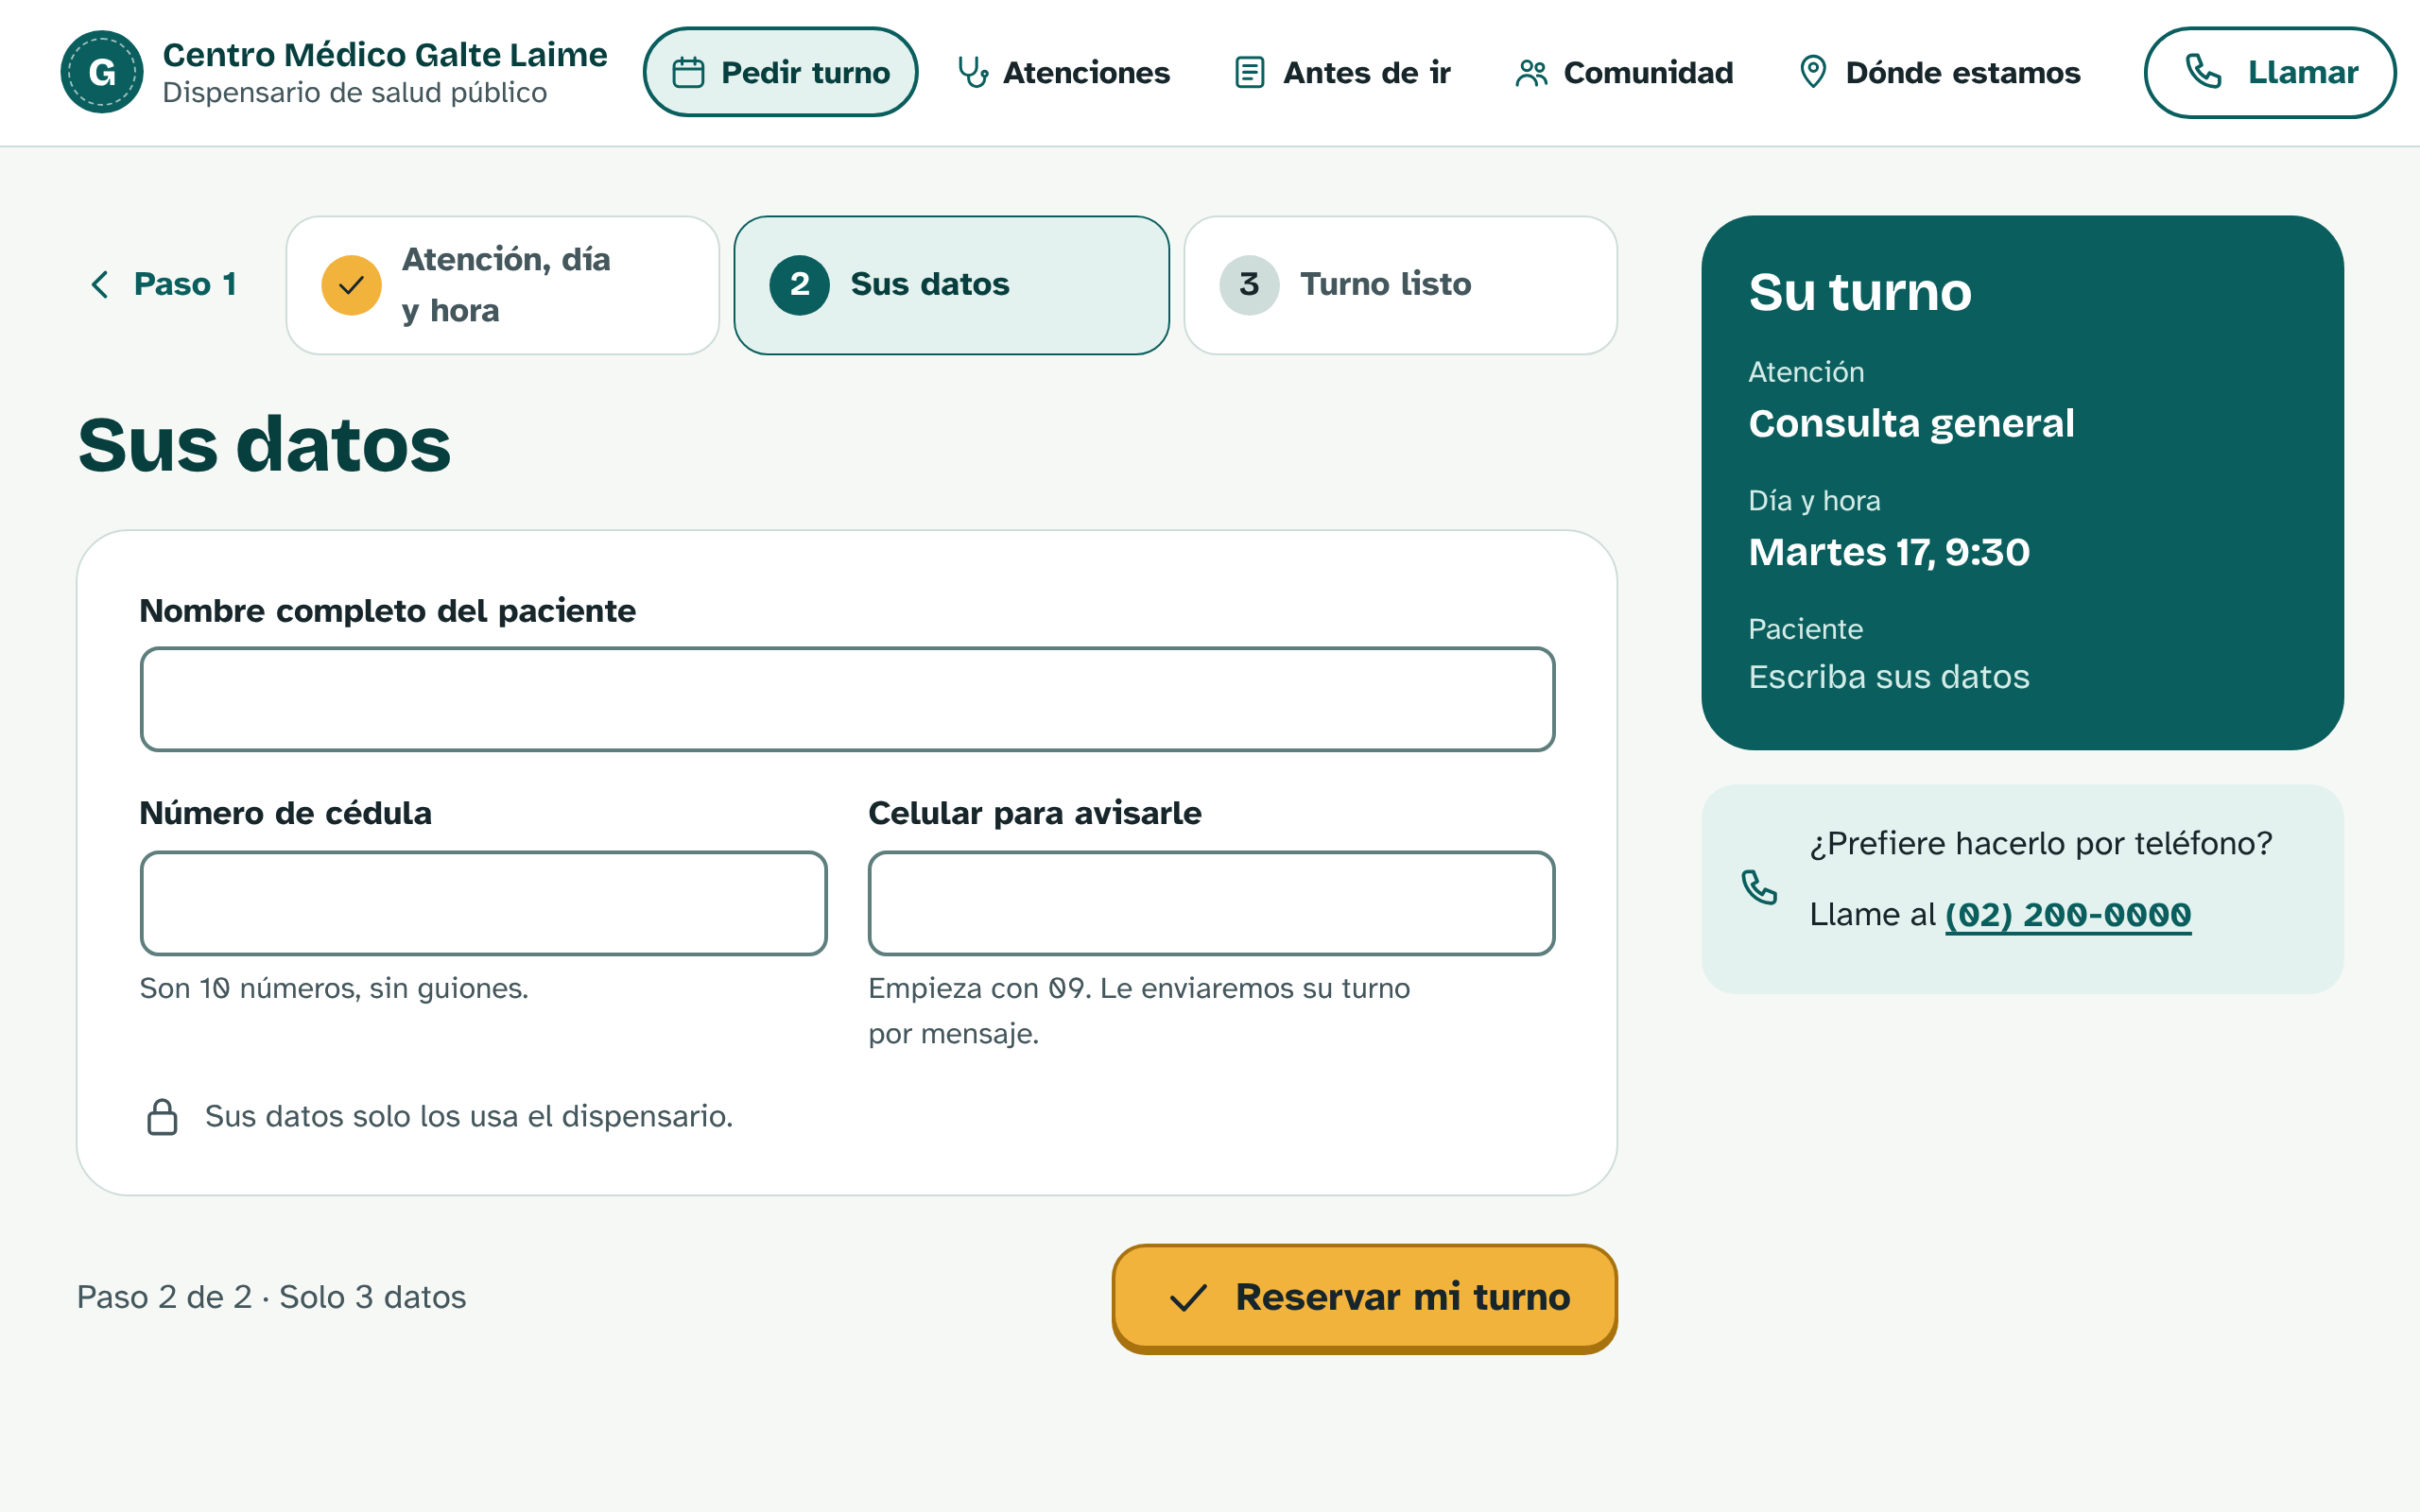 G
Centro Médico Galte Laime
Dispensario de salud público
Pedir turno
Atenciones
Antes de ir
Comunidad
Dónde estamos
Llamar
Paso 1
Atención, día
y hora
2 Sus datos
3 Turno listo
Sus datos
Nombre completo del paciente
Número de cédula
Celular para avisarle
Son 10 números, sin guiones.
Empieza con 09. Le enviaremos su turno
por mensaje.
Sus datos solo los usa el dispensario.
Paso 2 de 2 · Solo 3 datos
Reservar mi turno
Su turno
Atención
Consulta general
Día y hora
Martes 17, 9:30
Paciente
Escriba sus datos
¿Prefiere hacerlo por teléfono?
Llame al (02) 200-0000